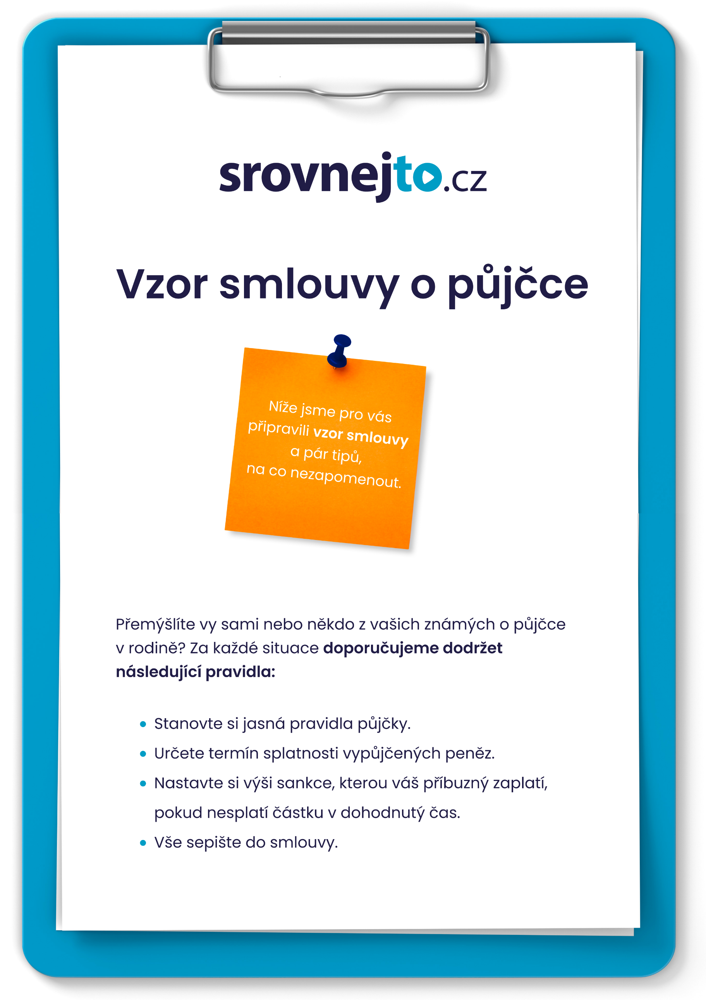 srovnejto.cz
Vzor smlouvy o půjčce
Níže jsme pro vás
připravili vzor smlouvy
a pár tipů,
na co nezapomenout.
Přemýšlíte vy sami nebo někdo z vašich známých o půjčce
v rodině? Za každé situace doporučujeme dodržet
následující pravidla:
• Stanovte si jasná pravidla půjčky.
• Určete termín splatnosti vypůjčených peněz.
• Nastavte si výši sankce, kterou váš příbuzný zaplatí,
pokud nesplatí částku v dohodnutý čas.
• Vše sepište do smlouvy.